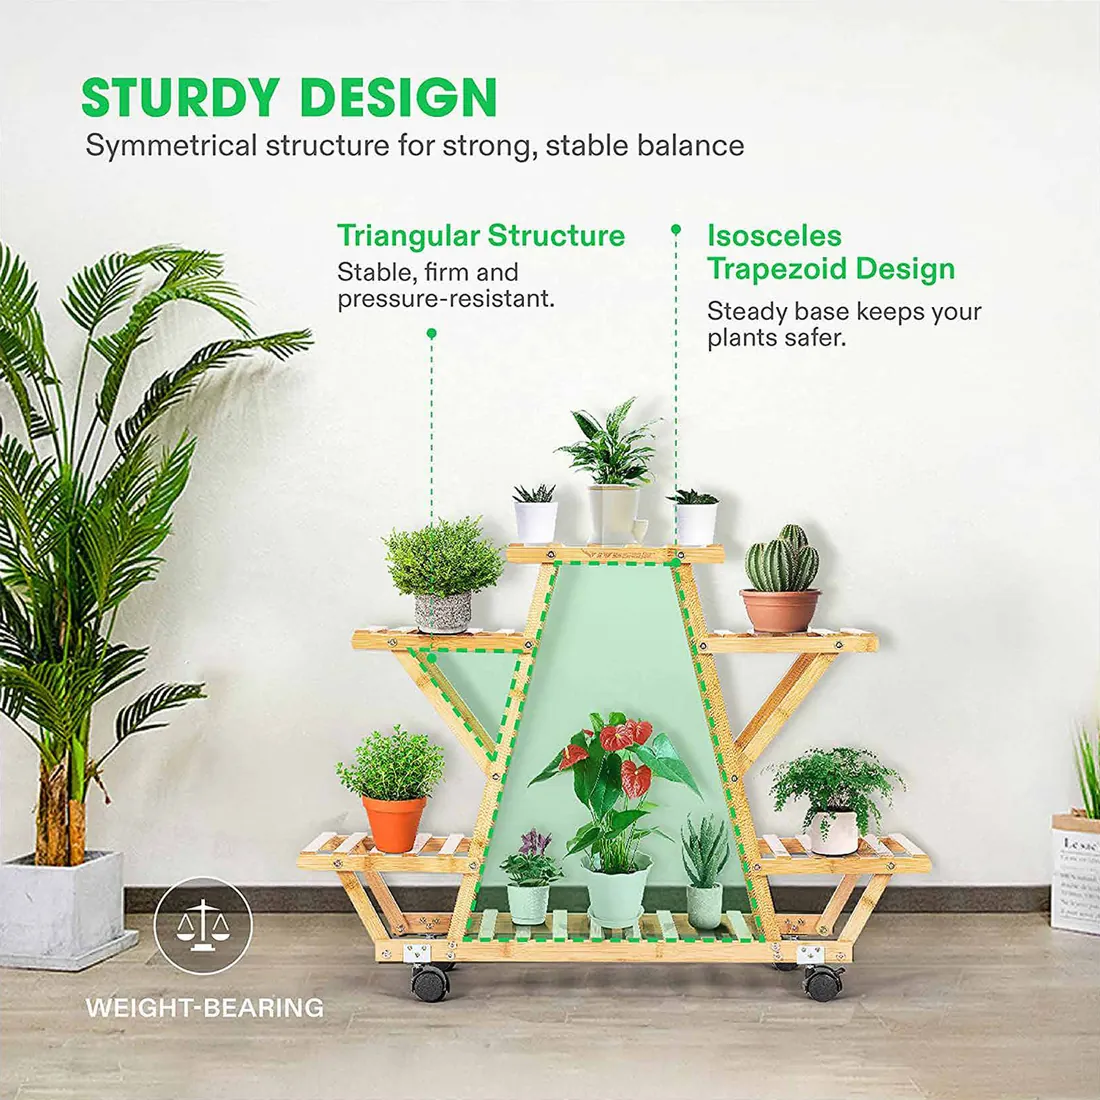 STURDY DESIGN
Symmetrical structure for strong, stable balance
Triangular Structure
Stable, firm and
pressure-resistant.
Isosceles
Trapezoid Design
Steady base keeps your
plants safer.
WEIGHT-BEARING